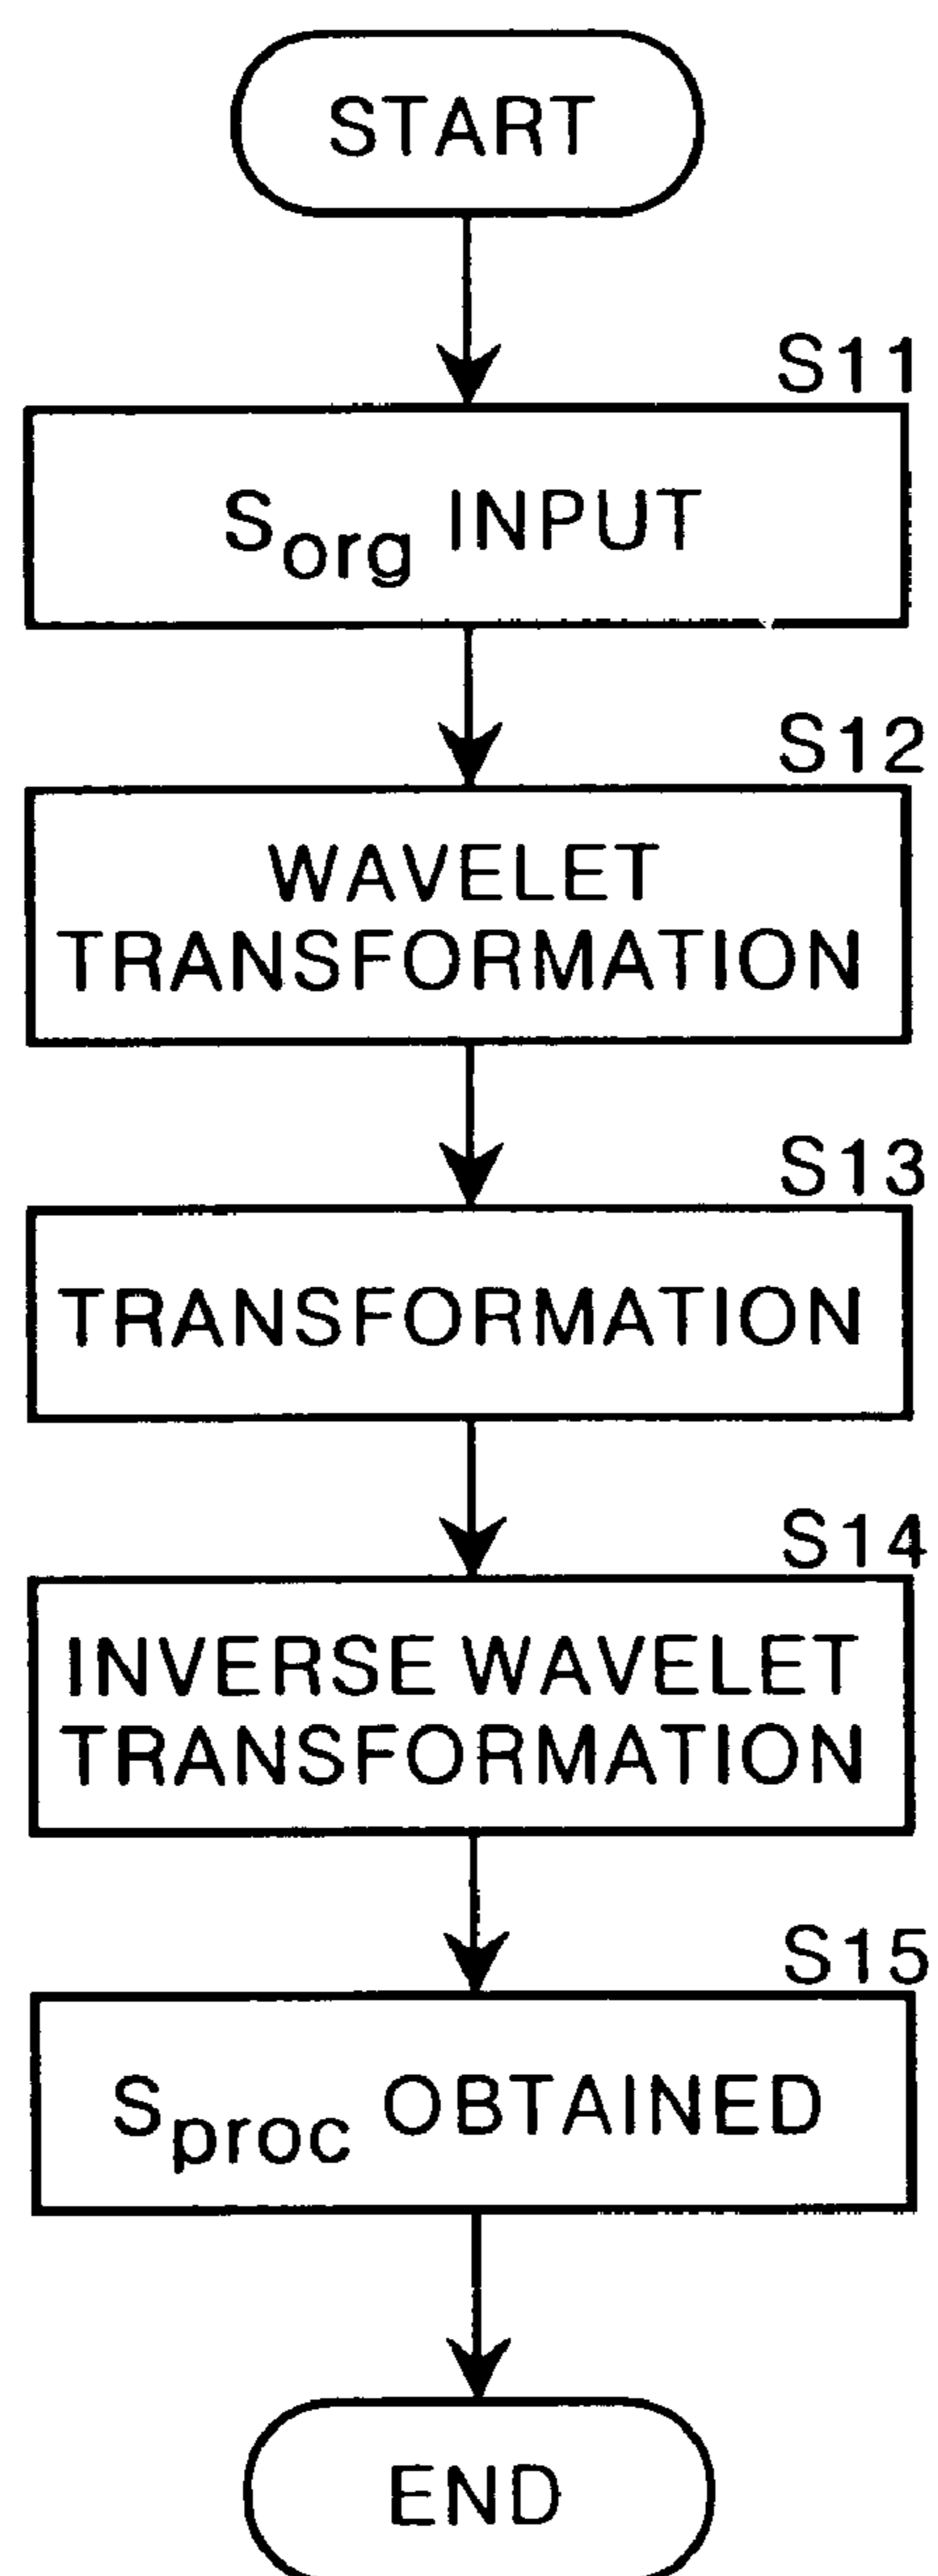 START
S11
Sorg INPUT
S12
WAVELET
TRANSFORMATION
S13
TRANSFORMATION
S14
INVERSE WAVELET
TRANSFORMATION
S15
Sproc OBTAINED
END